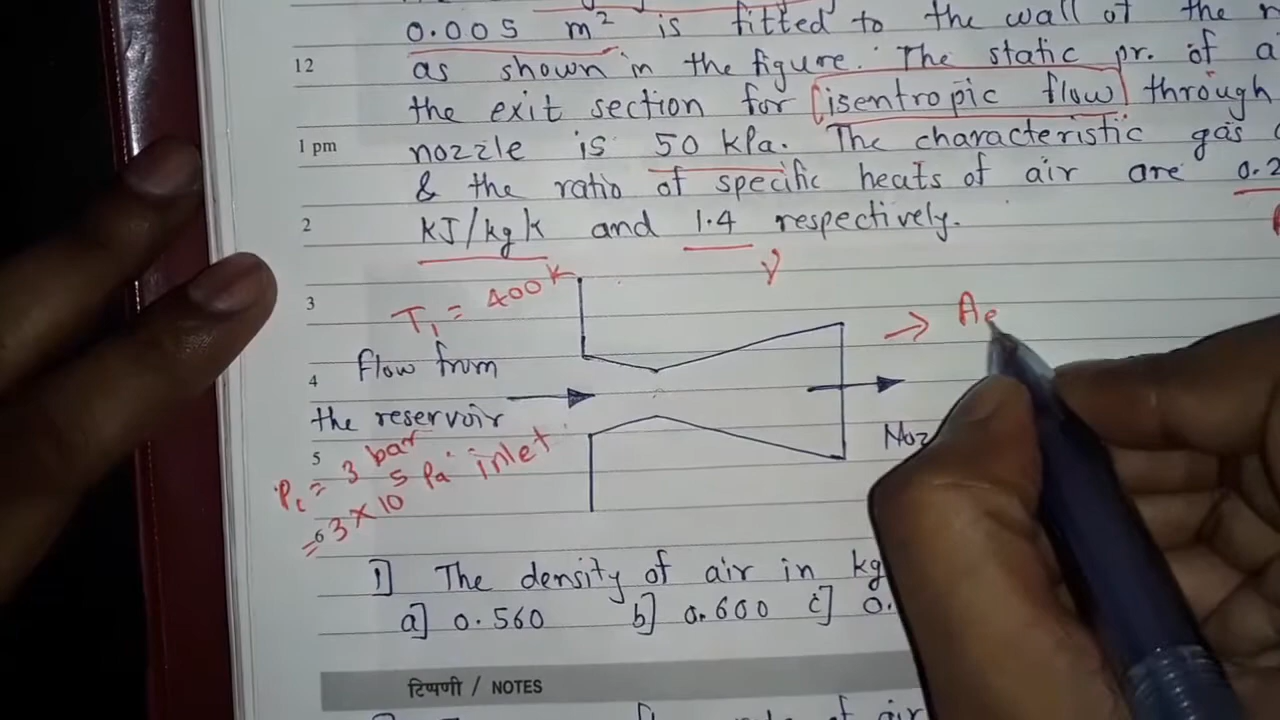 0.005 m² is fitted to the wall of the
12
as shown in the figure. The static pr. of a
the exit section for (isentropic flow) through
1 pm
nozzle is 50 kPa. The characteristic gas
& the ratio of specific heats of air are 0.2
2
kJ/kg k and 1.4 respectively.
γ
3
T₁ = 400 K
→ Ae
Flow from
4
the reservoir
5
P₁ = 3 bar
= 3 × 10⁵ Pa inlet
6
Noz
1] The density of air in kg
a] 0.560 b] 0.600 c] 0.
टिप्पणी / NOTES
of air